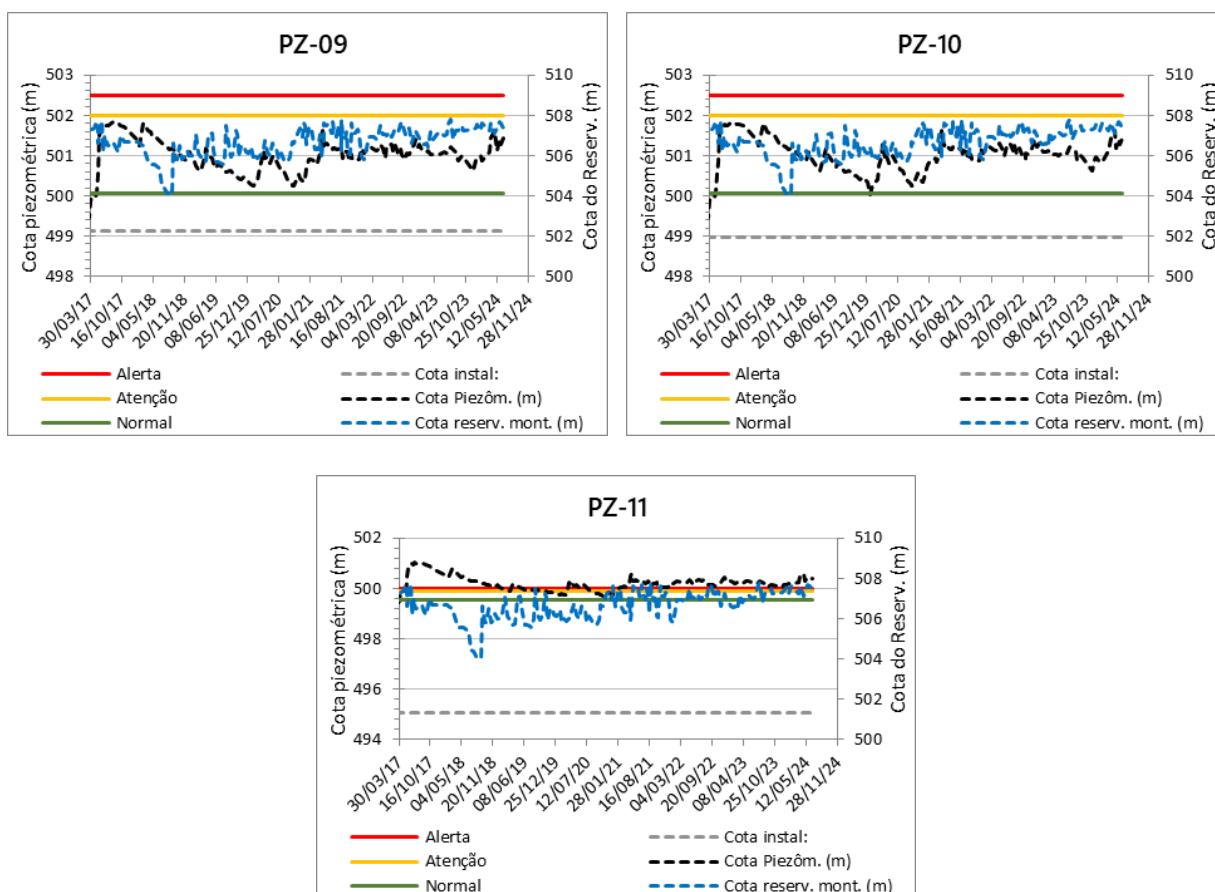 PZ-09
Cota piezométrica (m)
503
502
501
500
499
498
510
508
506
504
502
500
Cota do Reserv. (m)
30/03/17
16/10/17
04/05/18
20/11/18
08/06/19
25/12/19
12/07/20
28/01/21
16/08/21
04/03/22
20/09/22
08/04/23
25/10/23
12/05/24
28/11/24
Alerta
Cota instal:
Atenção
Cota Piezôm. (m)
Normal
Cota reserv. mont. (m)
PZ-10
Cota piezométrica (m)
503
502
501
500
499
498
510
508
506
504
502
500
Cota do Reserv. (m)
30/03/17
16/10/17
04/05/18
20/11/18
08/06/19
25/12/19
12/07/20
28/01/21
16/08/21
04/03/22
20/09/22
08/04/23
25/10/23
12/05/24
28/11/24
Alerta
Cota instal:
Atenção
Cota Piezôm. (m)
Normal
Cota reserv. mont. (m)
PZ-11
Cota piezométrica (m)
502
500
498
496
494
510
508
506
504
502
500
Cota do Reserv. (m)
30/03/17
16/10/17
04/05/18
20/11/18
08/06/19
25/12/19
12/07/20
28/01/21
16/08/21
04/03/22
20/09/22
08/04/23
25/10/23
12/05/24
28/11/24
Alerta
Cota instal:
Atenção
Cota Piezôm. (m)
Normal
Cota reserv. mont. (m)